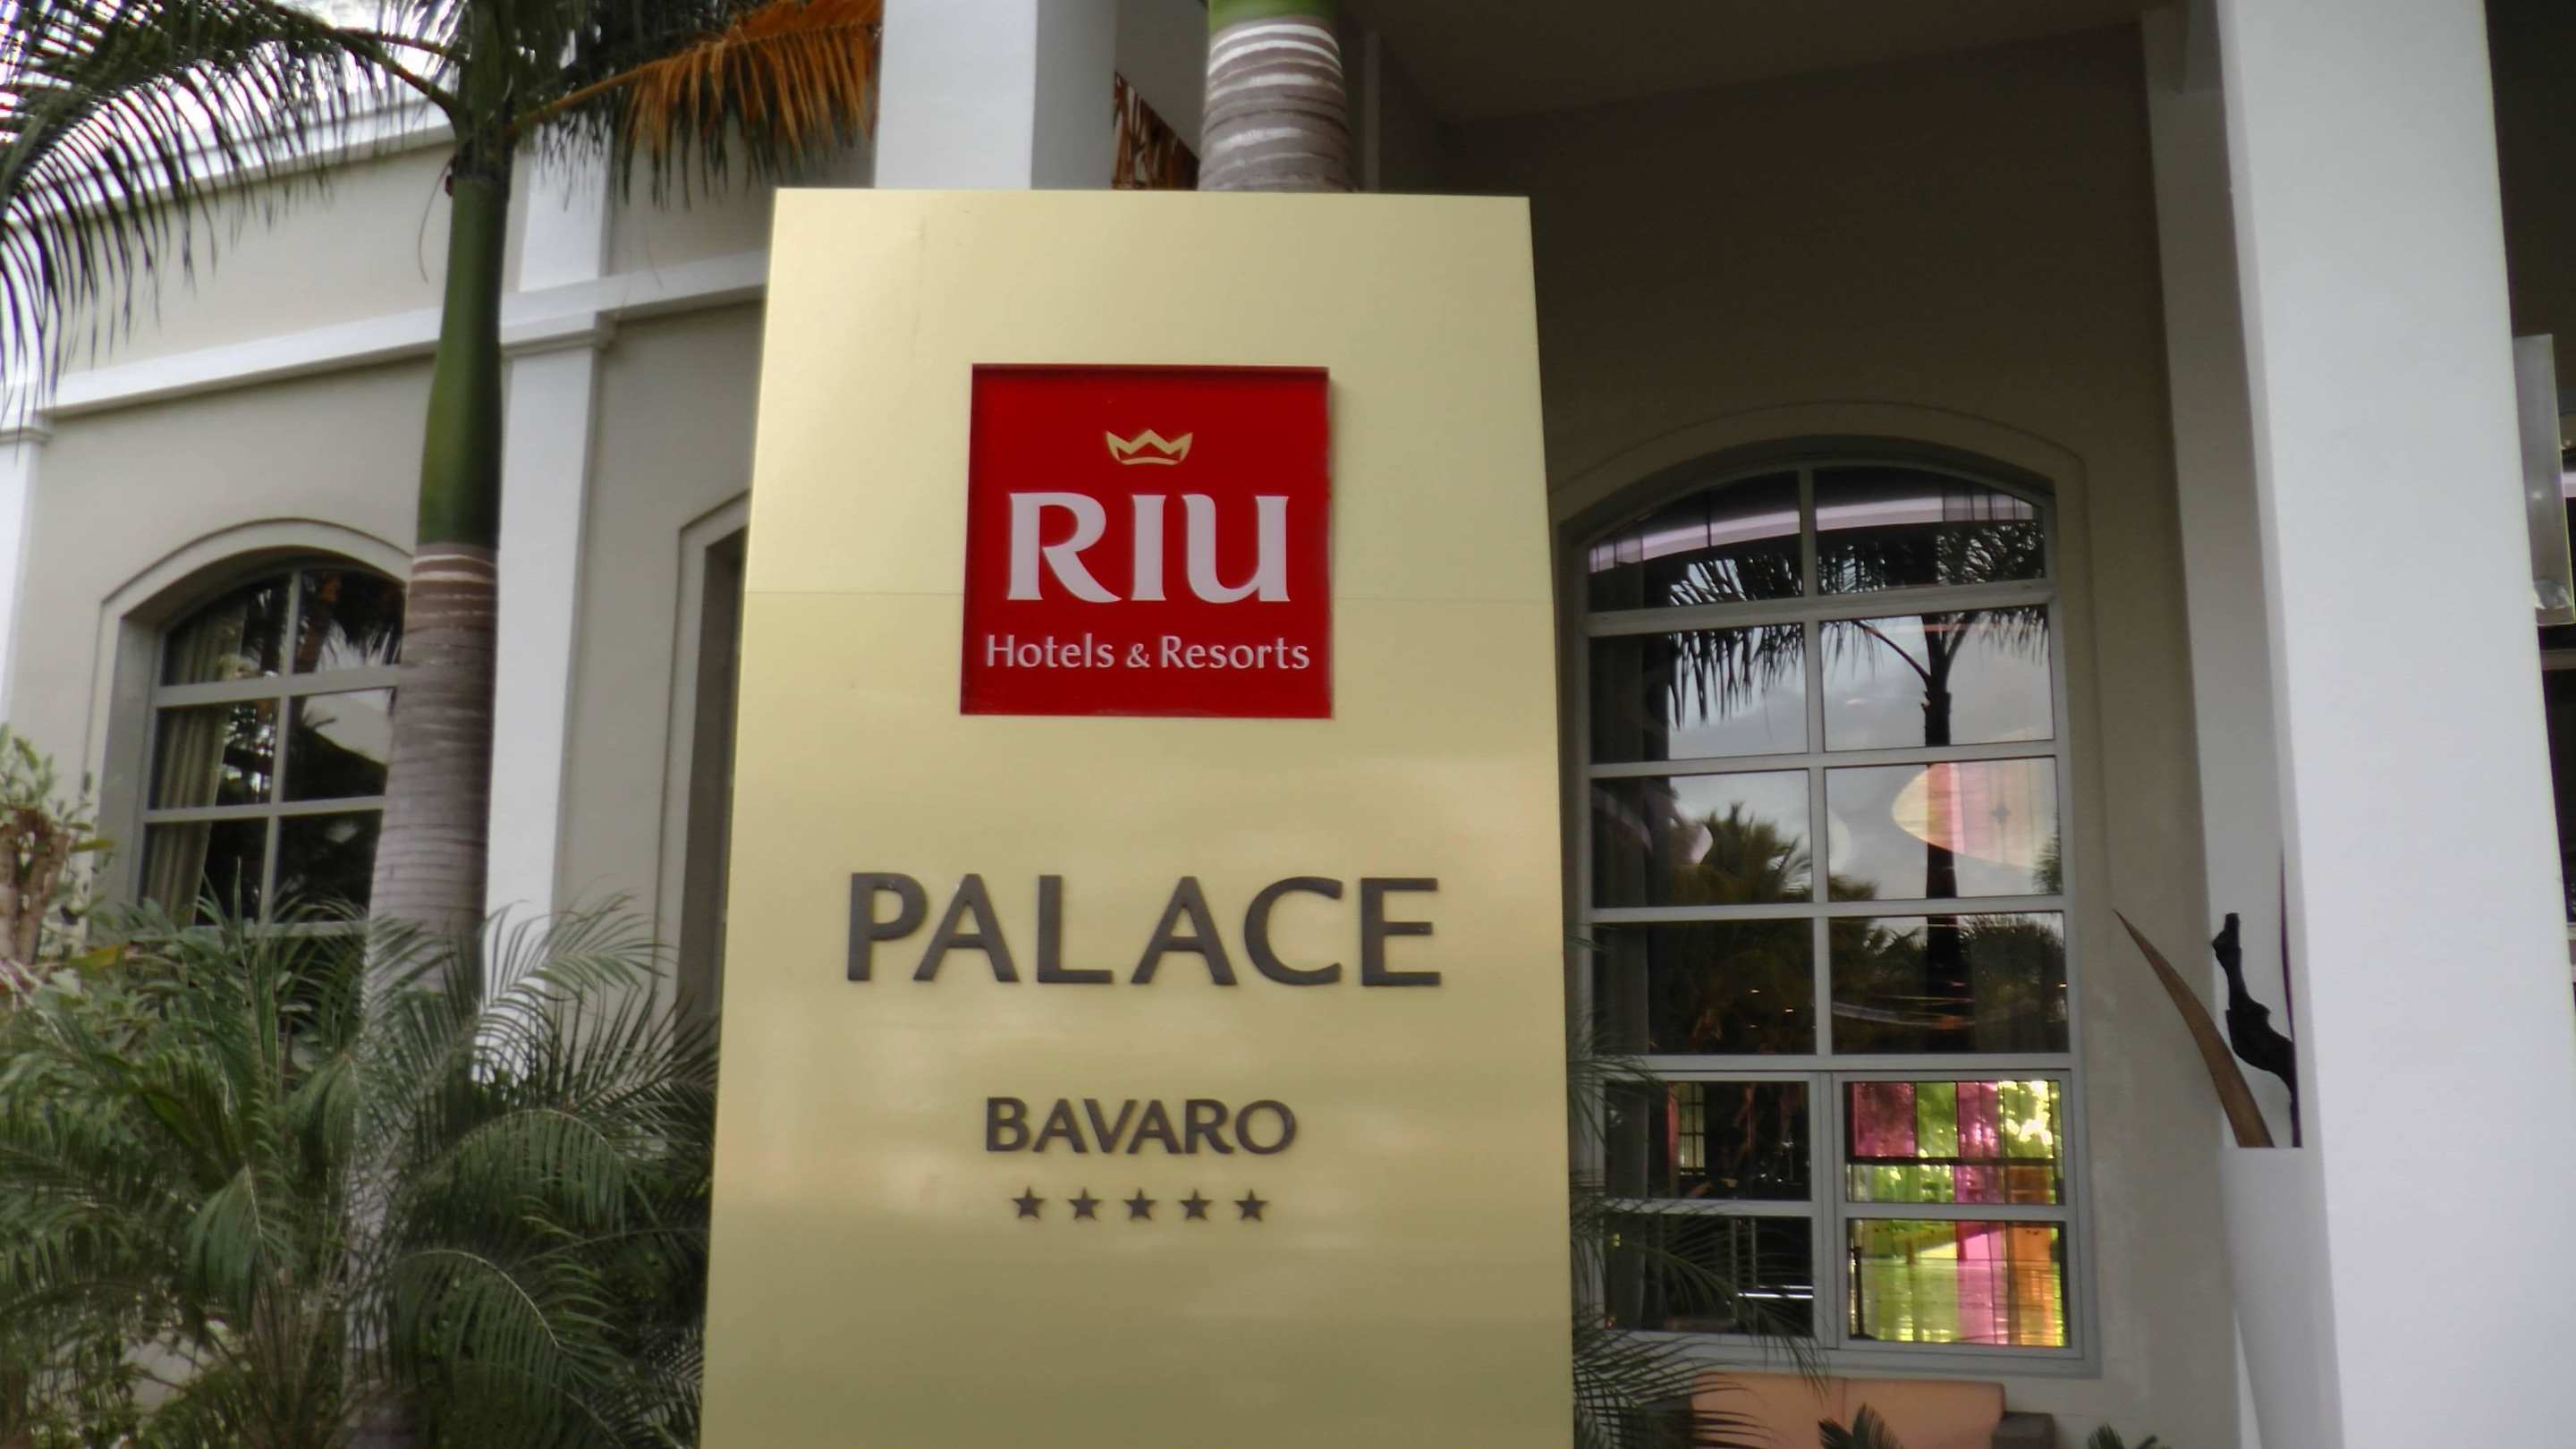 RIU
Hotels & Resorts
PALACE
BAVARO
★★★★★